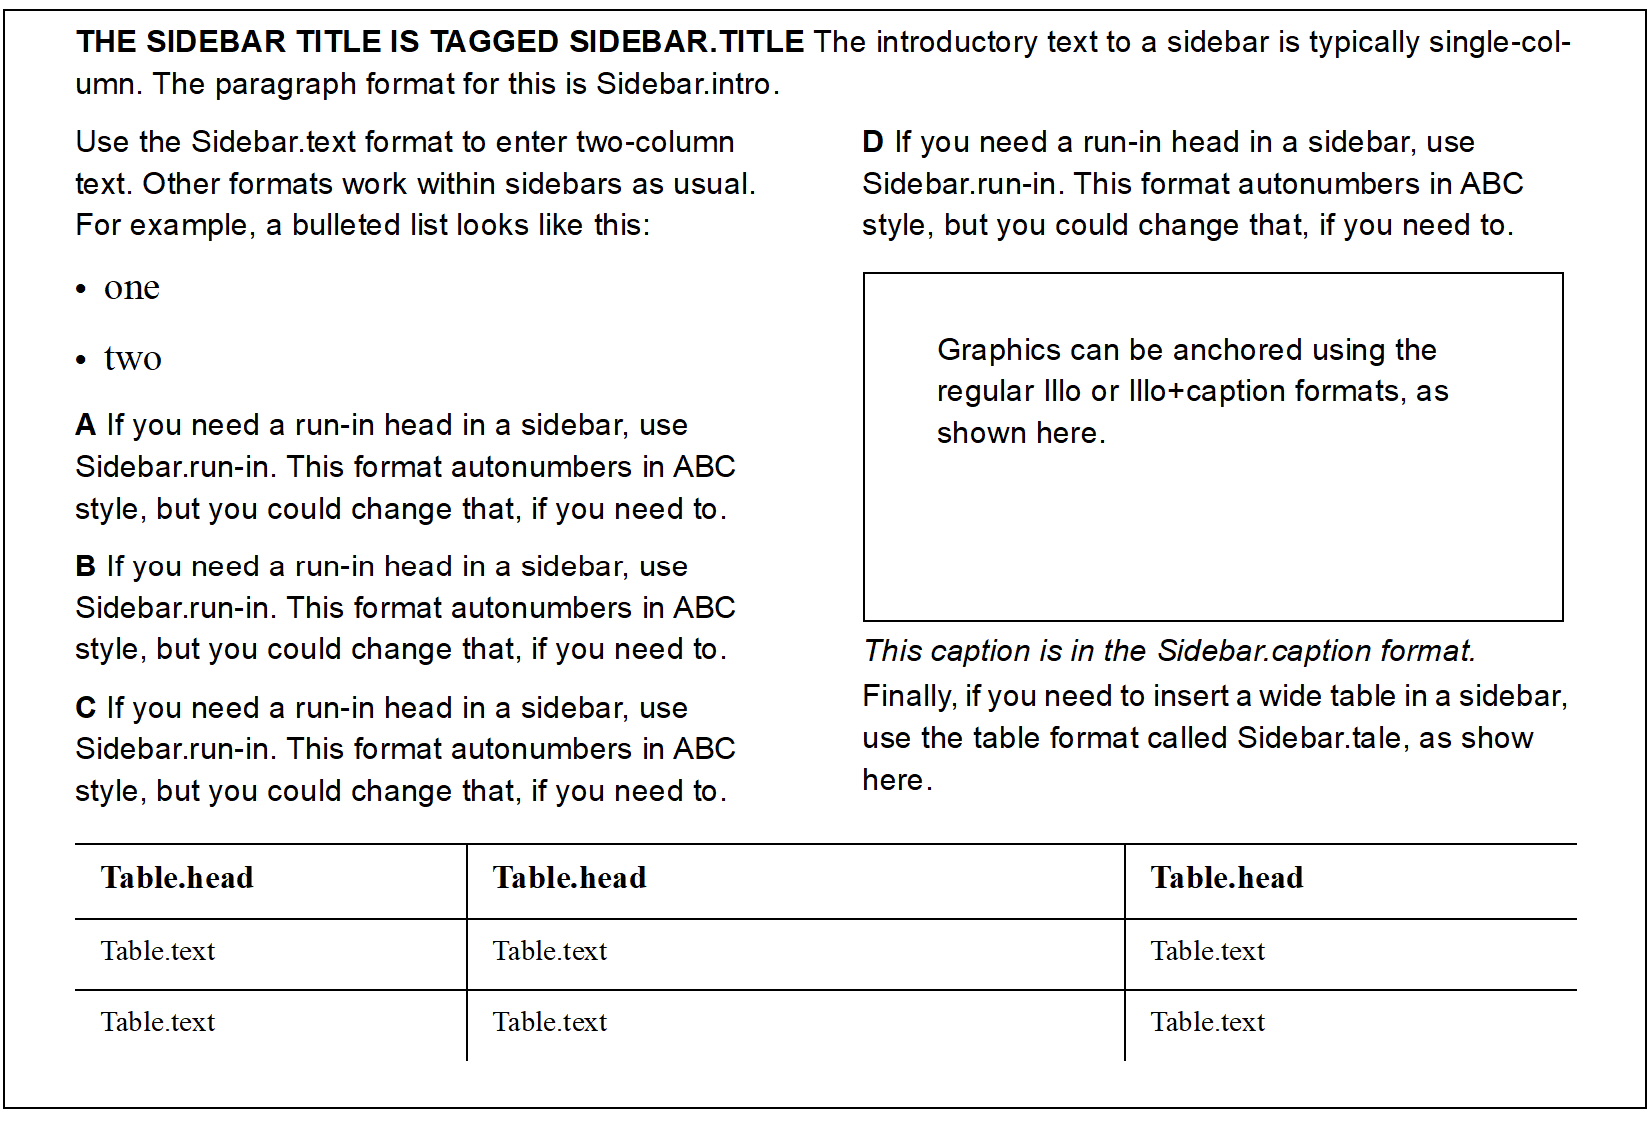 THE SIDEBAR TITLE IS TAGGED SIDEBAR.TITLE The introductory text to a sidebar is typically single-col-
umn. The paragraph format for this is Sidebar.intro.
Use the Sidebar.text format to enter two-column
text. Other formats work within sidebars as usual.
For example, a bulleted list looks like this:
• one
• two
A If you need a run-in head in a sidebar, use
Sidebar.run-in. This format autonumbers in ABC
style, but you could change that, if you need to.
B If you need a run-in head in a sidebar, use
Sidebar.run-in. This format autonumbers in ABC
style, but you could change that, if you need to.
C If you need a run-in head in a sidebar, use
Sidebar.run-in. This format autonumbers in ABC
style, but you could change that, if you need to.
D If you need a run-in head in a sidebar, use
Sidebar.run-in. This format autonumbers in ABC
style, but you could change that, if you need to.
Graphics can be anchored using the
regular Illo or Illo+caption formats, as
shown here.
This caption is in the Sidebar.caption format.
Finally, if you need to insert a wide table in a sidebar,
use the table format called Sidebar.tale, as show
here.
Table.head Table.head Table.head
Table.text Table.text Table.text
Table.text Table.text Table.text